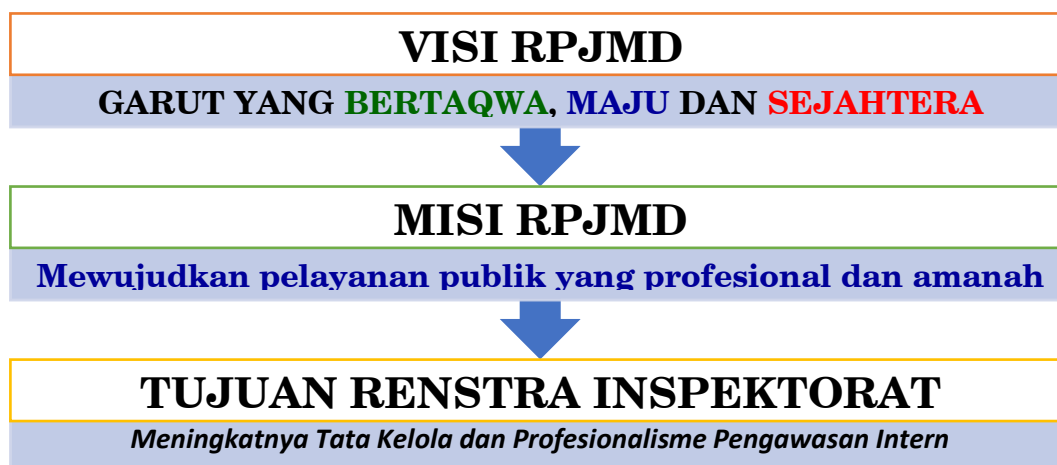 VISI RPJMD
GARUT YANG BERTAQWA, MAJU DAN SEJAHTERA
MISI RPJMD
Mewujudkan pelayanan publik yang profesional dan amanah
TUJUAN RENSTRA INSPEKTORAT
Meningkatnya Tata Kelola dan Profesionalisme Pengawasan Intern